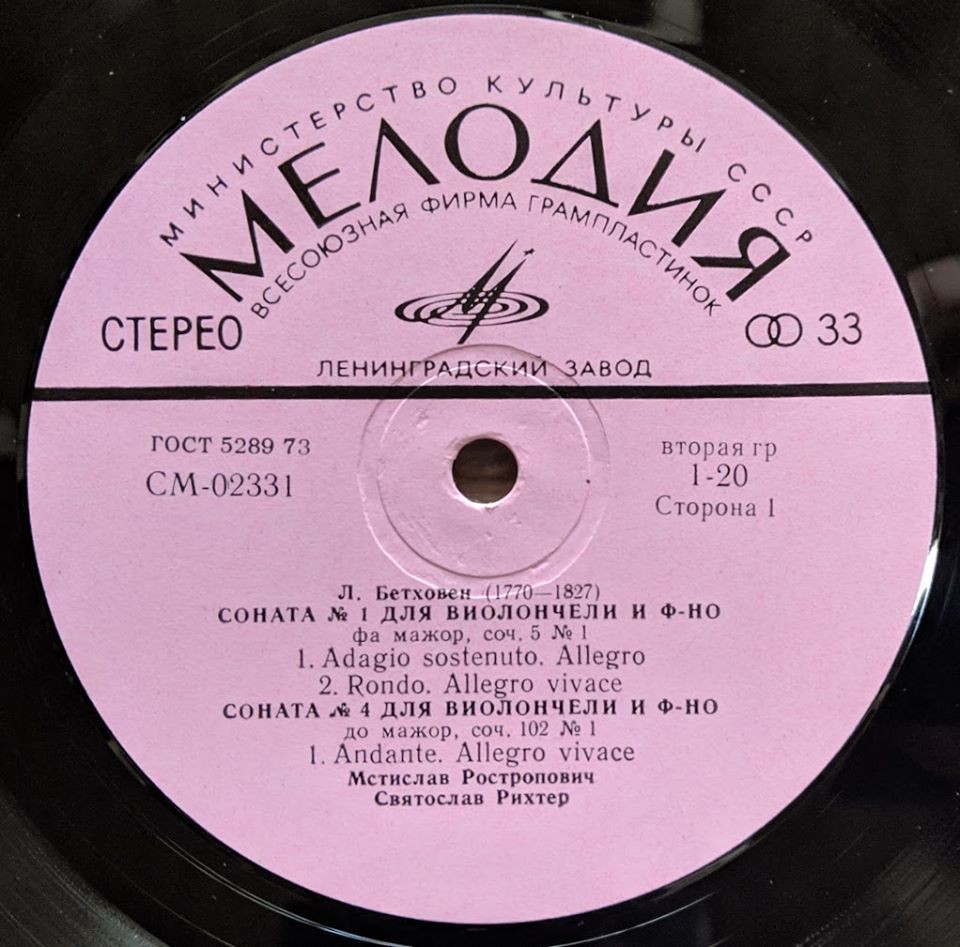 МИНИСТЕРСТВО КУЛЬТУРЫ СССР
МЕЛОДИЯ
ВСЕСОЮЗНАЯ ФИРМА ГРАМПЛАСТИНОК
СТЕРЕО
33
ЛЕНИНГРАДСКИЙ ЗАВОД
ГОСТ 5289 73
СМ-02331
вторая гр
1-20
Сторона 1
Л. Бетховен (1770—1827)
СОНАТА № 1 ДЛЯ ВИОЛОНЧЕЛИ И Ф-НО
фа мажор, соч. 5 № 1
1. Adagio sostenuto. Allegro
2. Rondo. Allegro vivace
СОНАТА № 4 ДЛЯ ВИОЛОНЧЕЛИ И Ф-НО
до мажор, соч. 102 № 1
1. Andante. Allegro vivace
Мстислав Ростропович
Святослав Рихтер